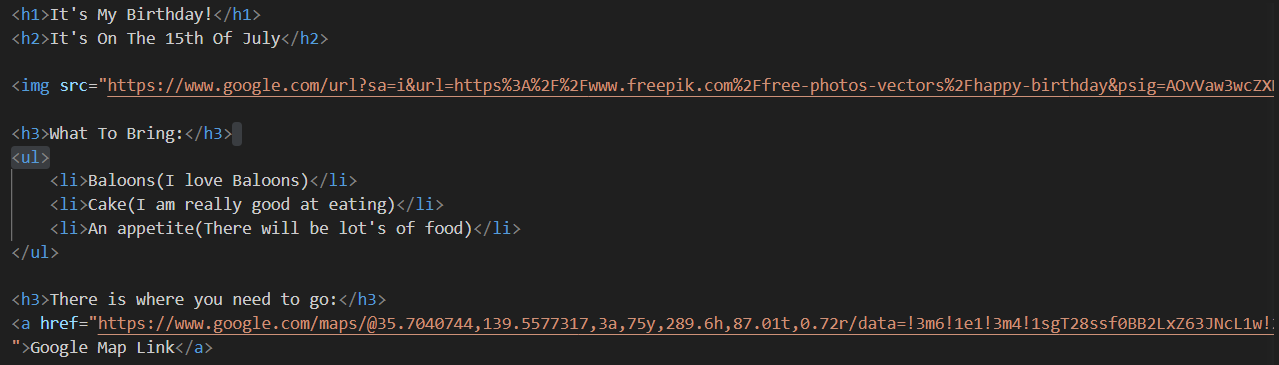 <h1>It's My Birthday!</h1>
<h2>It's On The 15th Of July</h2>
<img src="https://www.google.com/url?sa=i&url=https%3A%2F%2Fwww.freepik.com%2Ffree-photos-vectors%2Fhappy-birthday&psig=AOvVaw3wcZX
<h3>What To Bring:</h3>
<ul>
<li>Baloons(I love Baloons)</li>
<li>Cake(I am really good at eating)</li>
<li>An appetite(There will be lot's of food)</li>
</ul>
<h3>There is where you need to go:</h3>
<a href="https://www.google.com/maps/@35.7040744,139.5577317,3a,75y,289.6h,87.01t,0.72r/data=!3m6!1e1!3m4!1sgT28ssf0BB2LxZ63JNcL1w!
">Google Map Link</a>